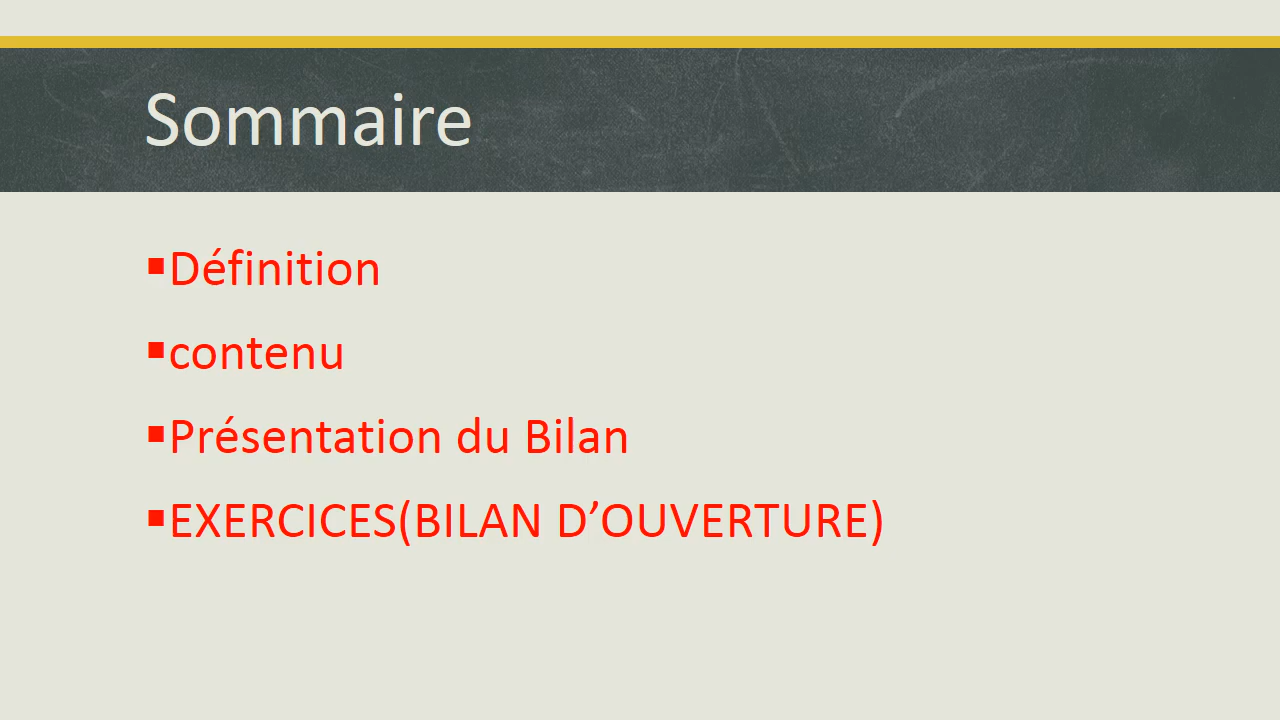 Sommaire
▪Définition
▪contenu
▪Présentation du Bilan
▪EXERCICES(BILAN D’OUVERTURE)